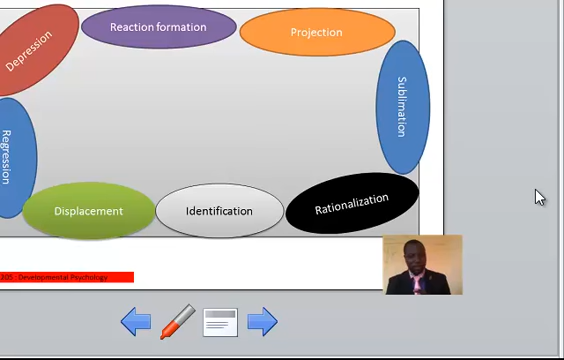 Depression
Reaction formation
Projection
Sublimation
Regression
Displacement
Identification
Rationalization
305 : Developmental Psychology